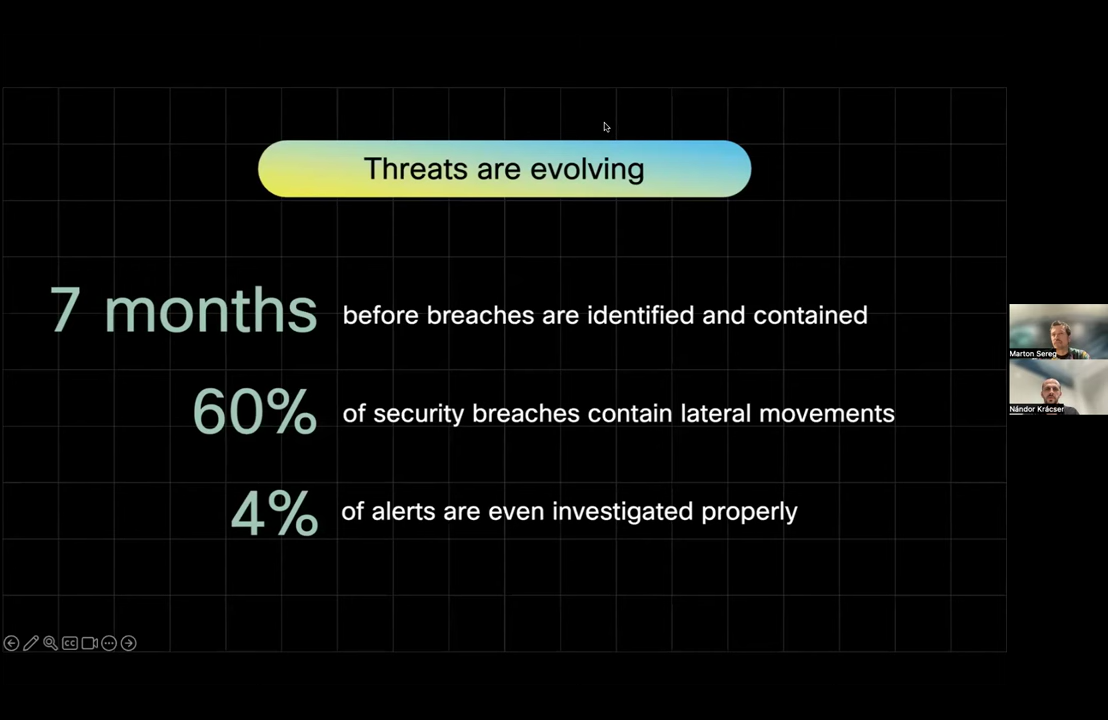 Threats are evolving
7 months before breaches are identified and contained
60% of security breaches contain lateral movements
4% of alerts are even investigated properly
Marton Sereg
Nándor Krácser
CC